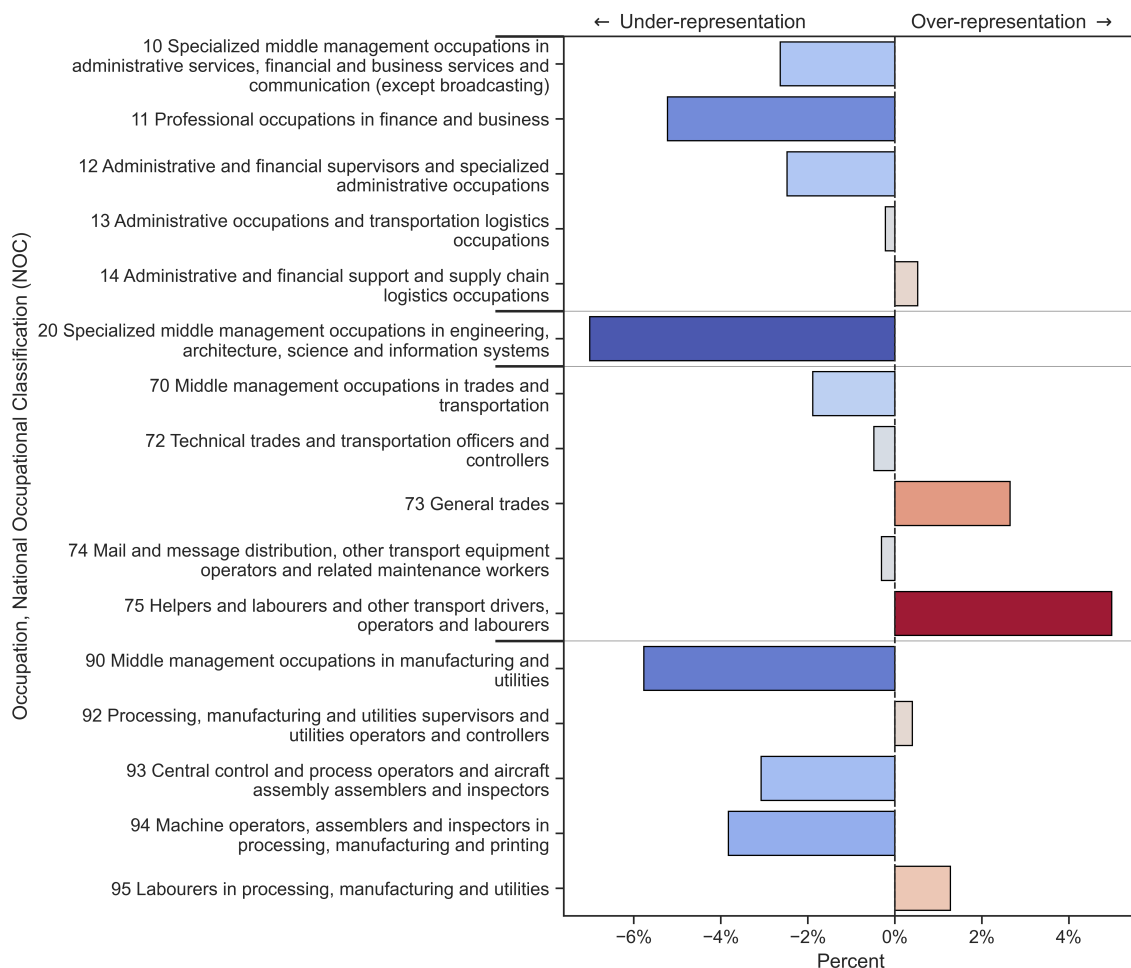 ← Under-representation
Over-representation →
10 Specialized middle management occupations in
administrative services, financial and business services and
communication (except broadcasting)
11 Professional occupations in finance and business
12 Administrative and financial supervisors and specialized
administrative occupations
13 Administrative occupations and transportation logistics
occupations
14 Administrative and financial support and supply chain
logistics occupations
20 Specialized middle management occupations in engineering,
architecture, science and information systems
70 Middle management occupations in trades and
transportation
72 Technical trades and transportation officers and
controllers
73 General trades
74 Mail and message distribution, other transport equipment
operators and related maintenance workers
75 Helpers and labourers and other transport drivers,
operators and labourers
90 Middle management occupations in manufacturing and
utilities
92 Processing, manufacturing and utilities supervisors and
utilities operators and controllers
93 Central control and process operators and aircraft
assembly assemblers and inspectors
94 Machine operators, assemblers and inspectors in
processing, manufacturing and printing
95 Labourers in processing, manufacturing and utilities
Occupation, National Occupational Classification (NOC)
−6% −4% −2% 0% 2% 4%
Percent